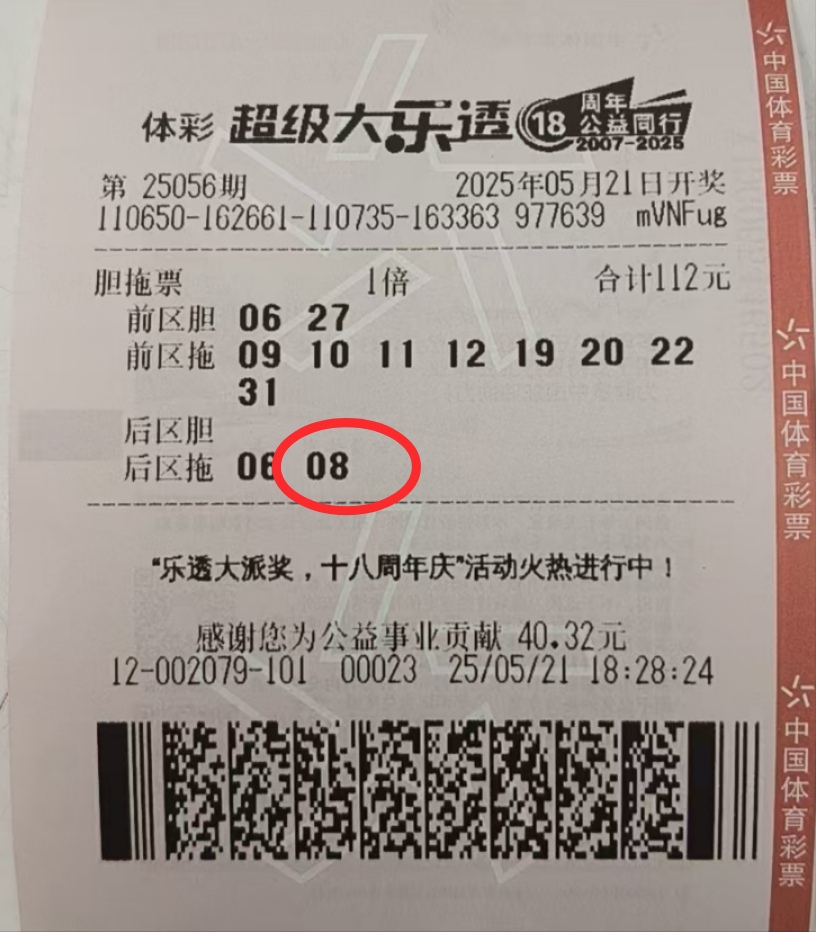 体彩 超级大乐透 18 周年
公益同行
2007-2025
第 25056期 2025年05月21日开奖
110650-162661-110735-163363 977639 mVNFug
胆拖票 1倍 合计112元
前区胆 06 27
前区拖 09 10 11 12 19 20 22
31
后区胆
后区拖 06 08
“乐透大派奖，十八周年庆”活动火热进行中！
感谢您为公益事业贡献 40.32元
12-002079-101 00023 25/05/21 18:28:24
中国体育彩票
中国体育彩票
中国体育彩票